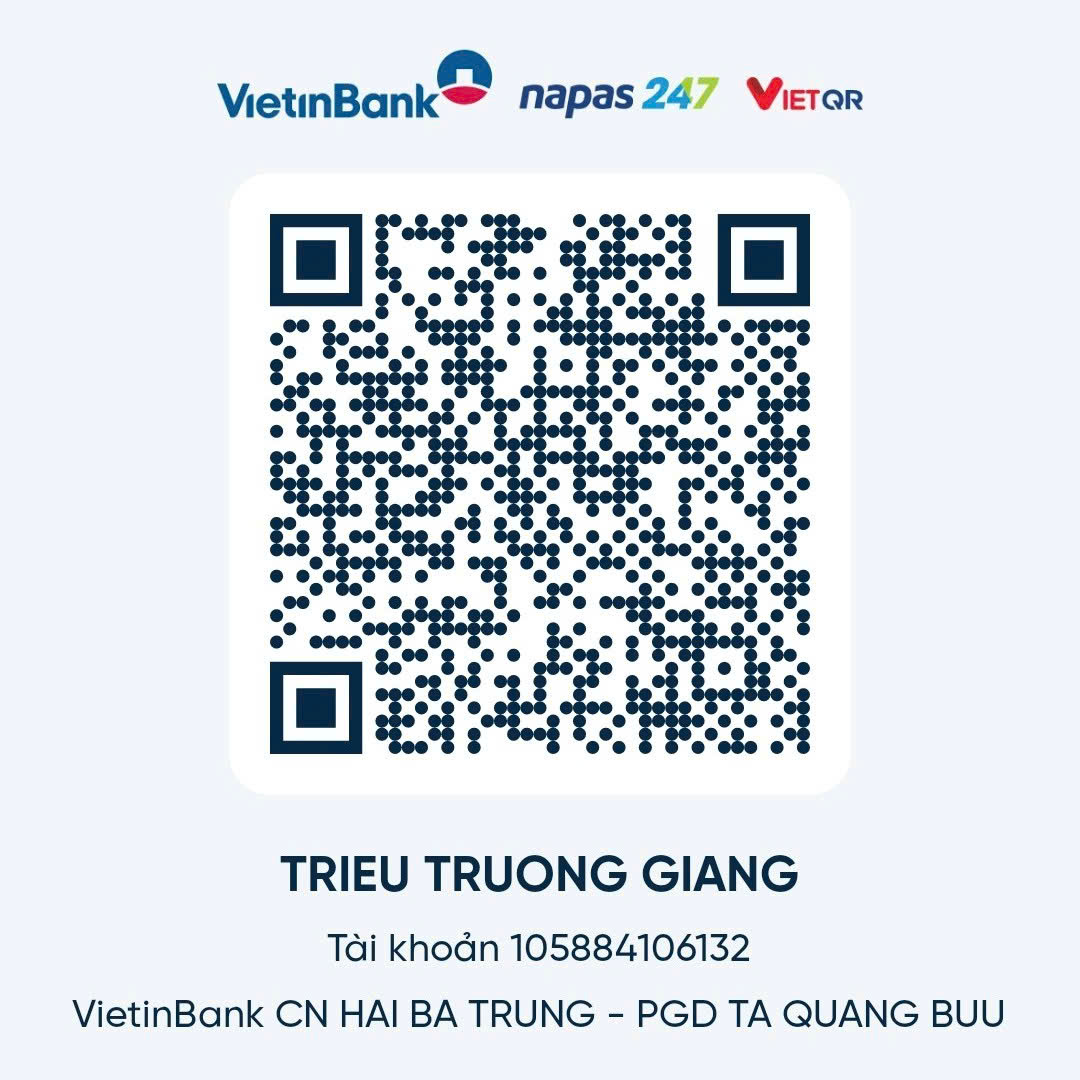 VietinBank napas 247 VIETQR
TRIEU TRUONG GIANG
Tài khoản 105884106132
VietinBank CN HAI BA TRUNG - PGD TA QUANG BUU